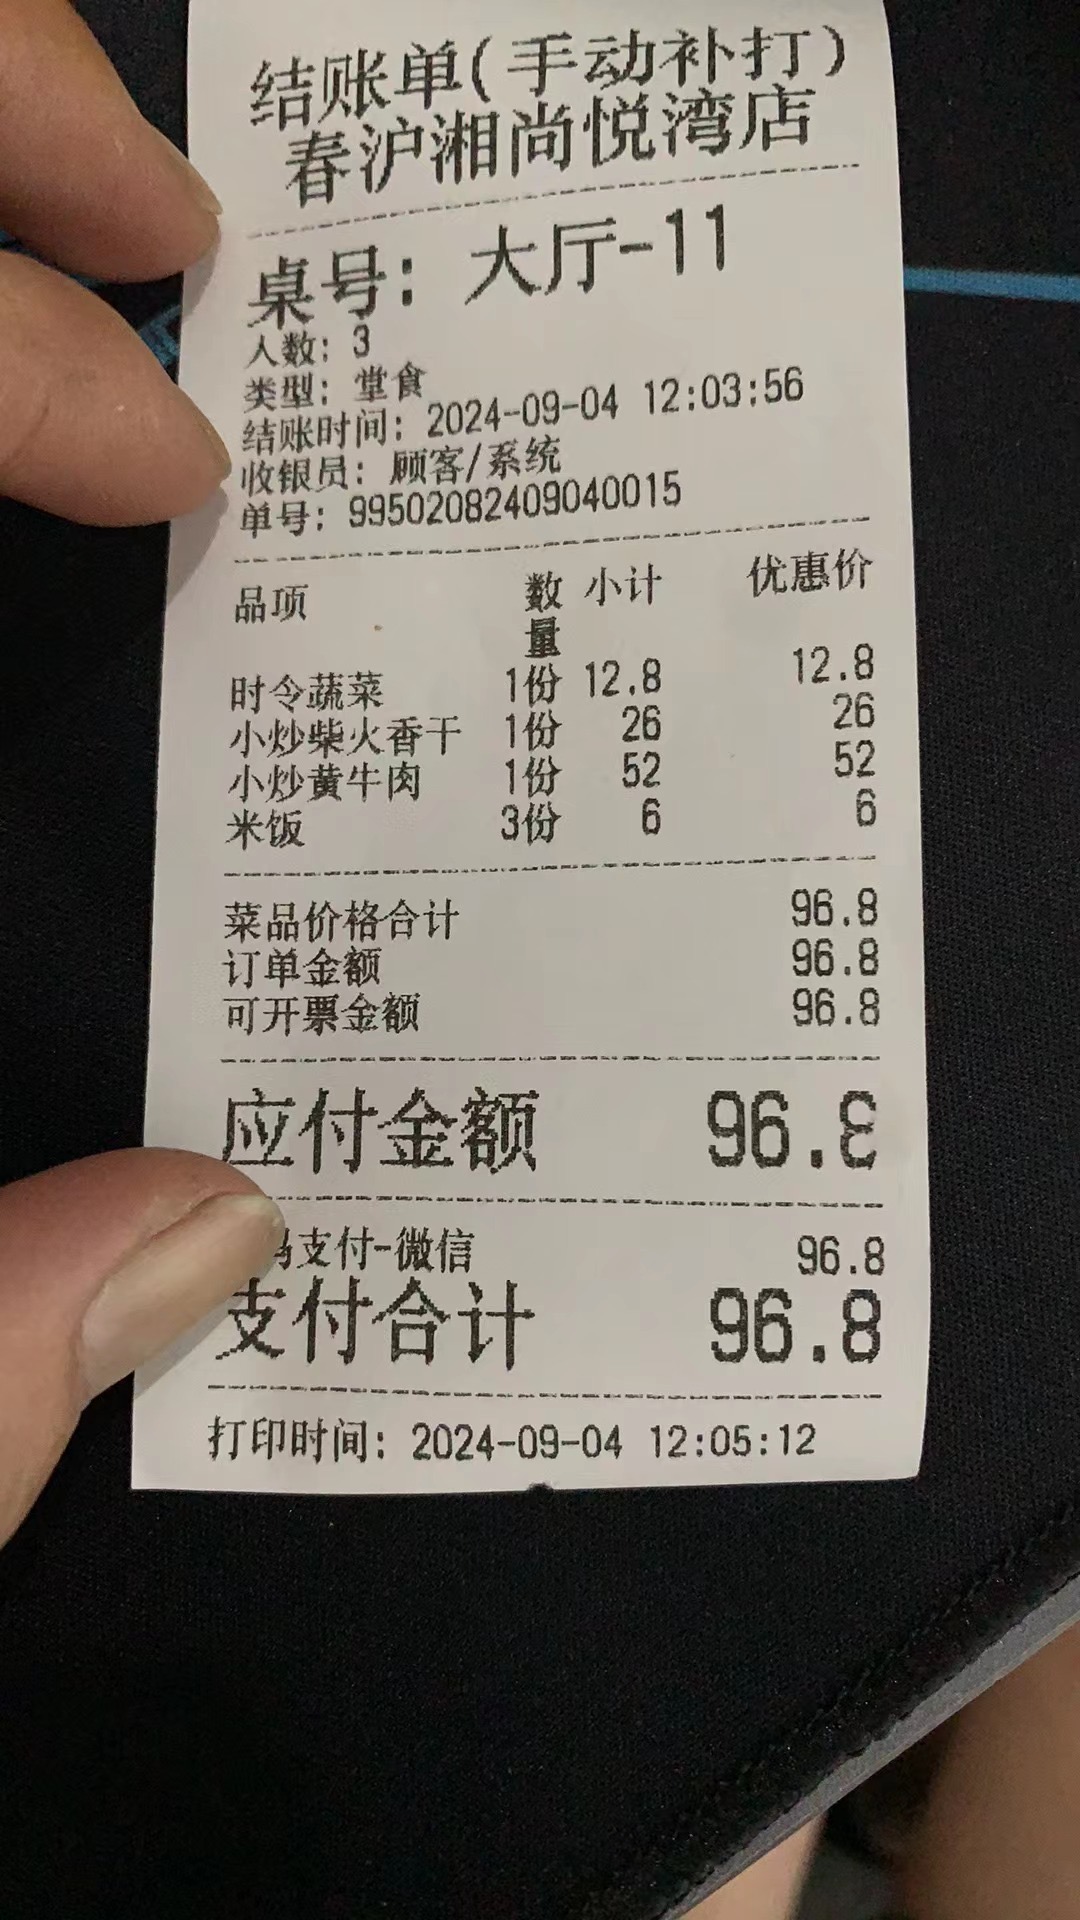 结账单(手动补打)
春沪湘尚悦湾店
桌号: 大厅-11
人数: 3
类型: 堂食
结账时间: 2024-09-04 12:03:56
收银员: 顾客/系统
单号: 99502082409040015
品项 数量 小计 优惠价
时令蔬菜 1份 12.8 12.8
小炒柴火香干 1份 26 26
小炒黄牛肉 1份 52 52
米饭 3份 6 6
菜品价格合计 96.8
订单金额 96.8
可开票金额 96.8
应付金额 96.8
支付-微信 96.8
支付合计 96.8
打印时间: 2024-09-04 12:05:12